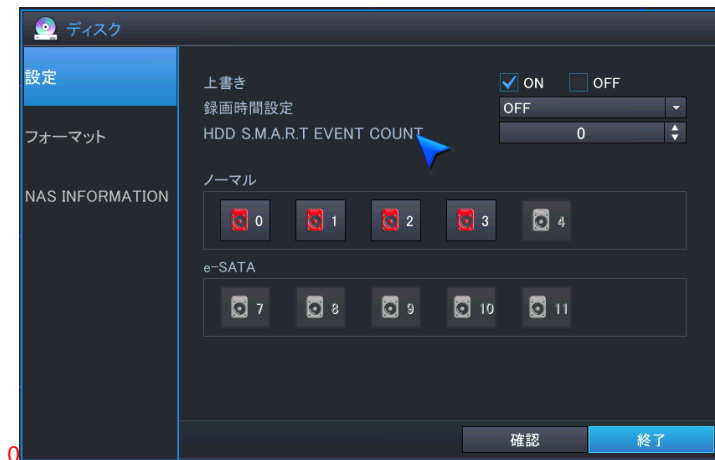 ディスク
設定
フォーマット
NAS INFORMATION
上書き ON OFF
録画時間設定 OFF
HDD S.M.A.R.T EVENT COUNT 0
ノーマル
0 1 2 3 4
e-SATA
7 8 9 10 11
確認 終了
0